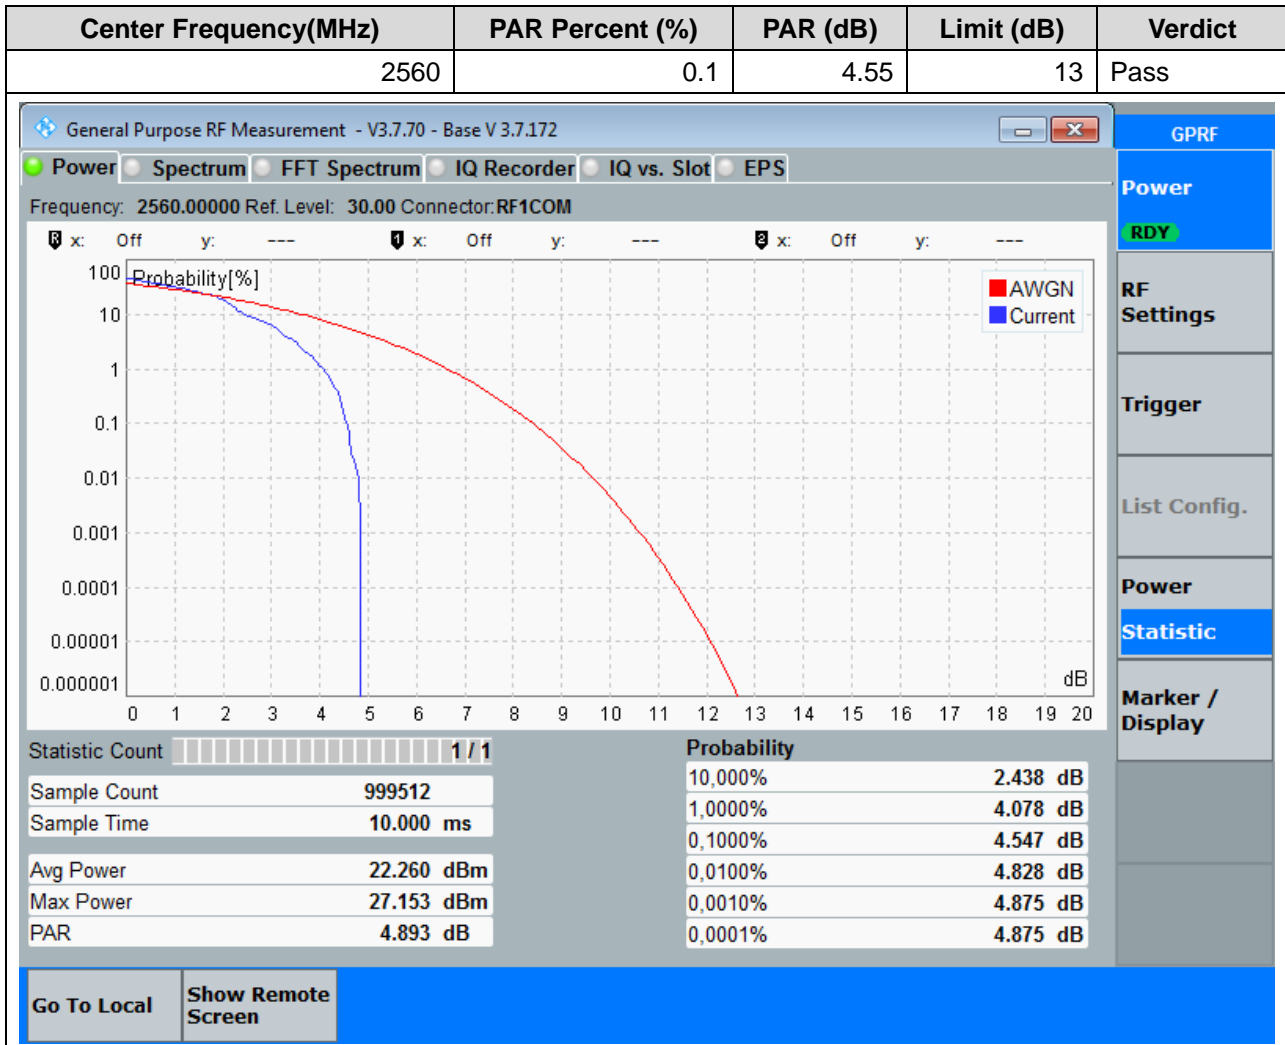 Center Frequency(MHz) PAR Percent (%) PAR (dB) Limit (dB) Verdict
2560 0.1 4.55 13 Pass
General Purpose RF Measurement - V3.7.70 - Base V 3.7.172
GPRF
Power Spectrum FFT Spectrum IQ Recorder IQ vs. Slot EPS
Power
RDY
Frequency: 2560.00000 Ref. Level: 30.00 Connector:RF1COM
R x: Off y: --- 1 x: Off y: --- 2 x: Off y: ---
Probability[%]
AWGN
Current
100
10
1
0.1
0.01
0.001
0.0001
0.00001
0.000001
dB
0 1 2 3 4 5 6 7 8 9 10 11 12 13 14 15 16 17 18 19 20
RF
Settings
Trigger
List Config.
Power
Statistic
Marker /
Display
Statistic Count 1 / 1
Sample Count 999512
Sample Time 10.000 ms
Avg Power 22.260 dBm
Max Power 27.153 dBm
PAR 4.893 dB
Probability
10,000% 2.438 dB
1,0000% 4.078 dB
0,1000% 4.547 dB
0,0100% 4.828 dB
0,0010% 4.875 dB
0,0001% 4.875 dB
Go To Local
Show Remote
Screen